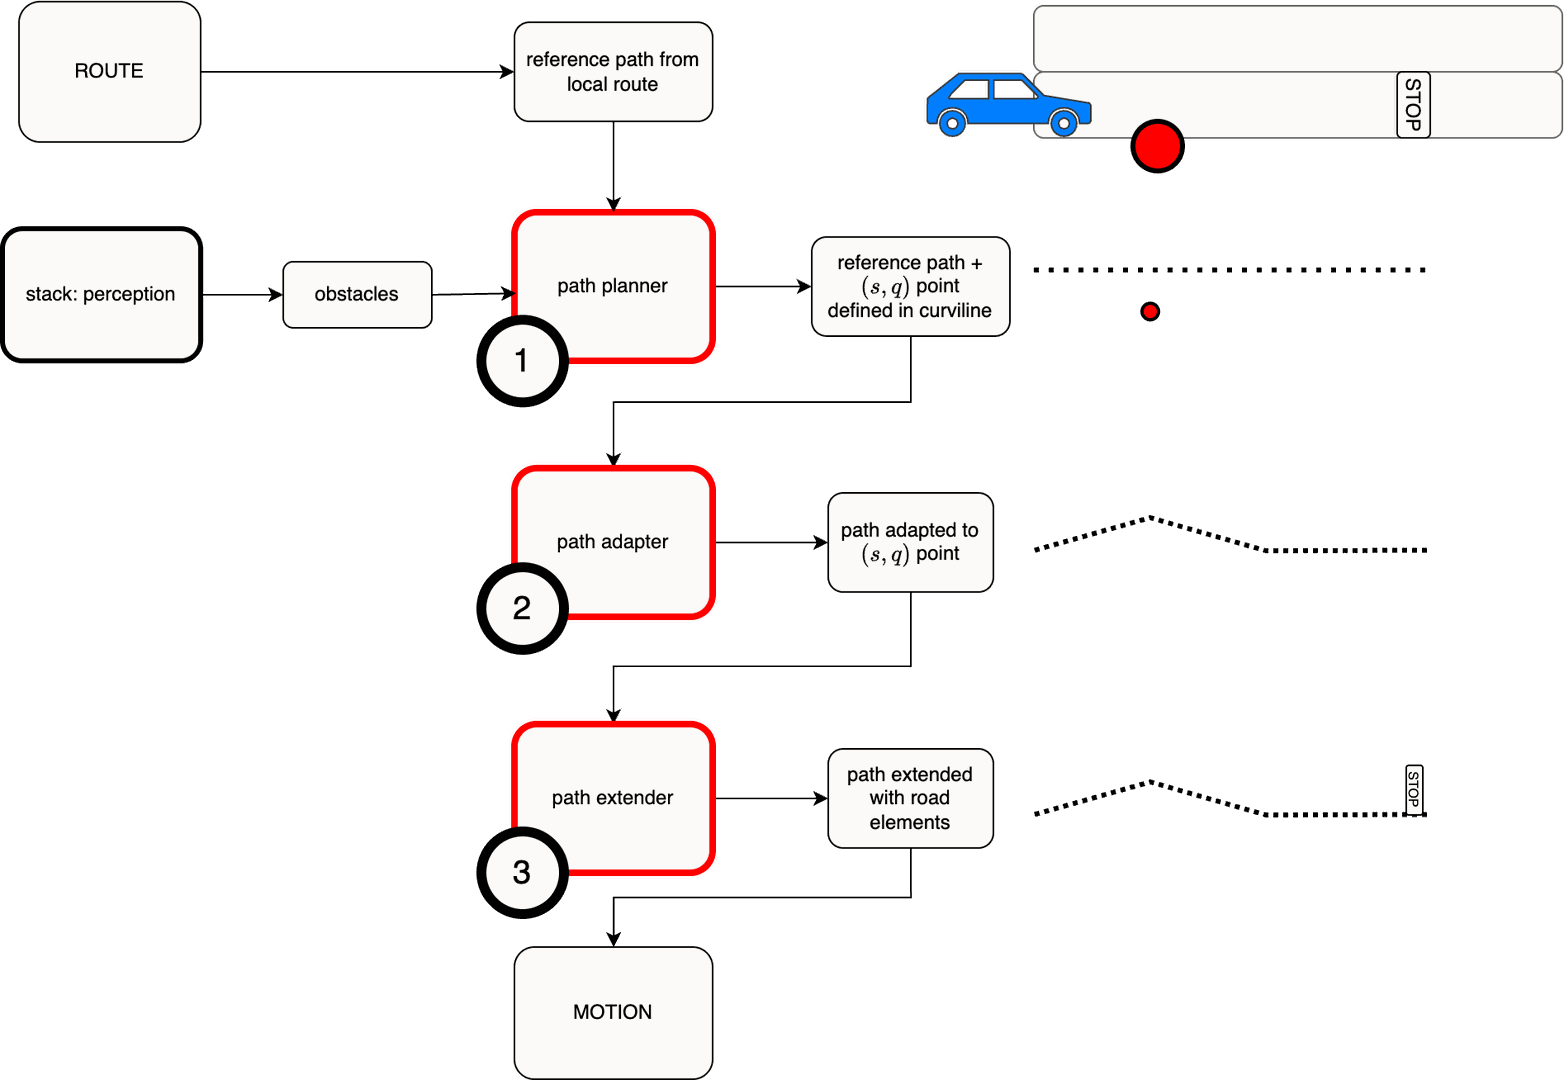 ROUTE
reference path from
local route
STOP
stack: perception
obstacles
path planner
1
reference path +
(s, q) point
defined in curviline
path adapter
2
path adapted to
(s, q) point
path extender
3
path extended
with road
elements
STOP
MOTION